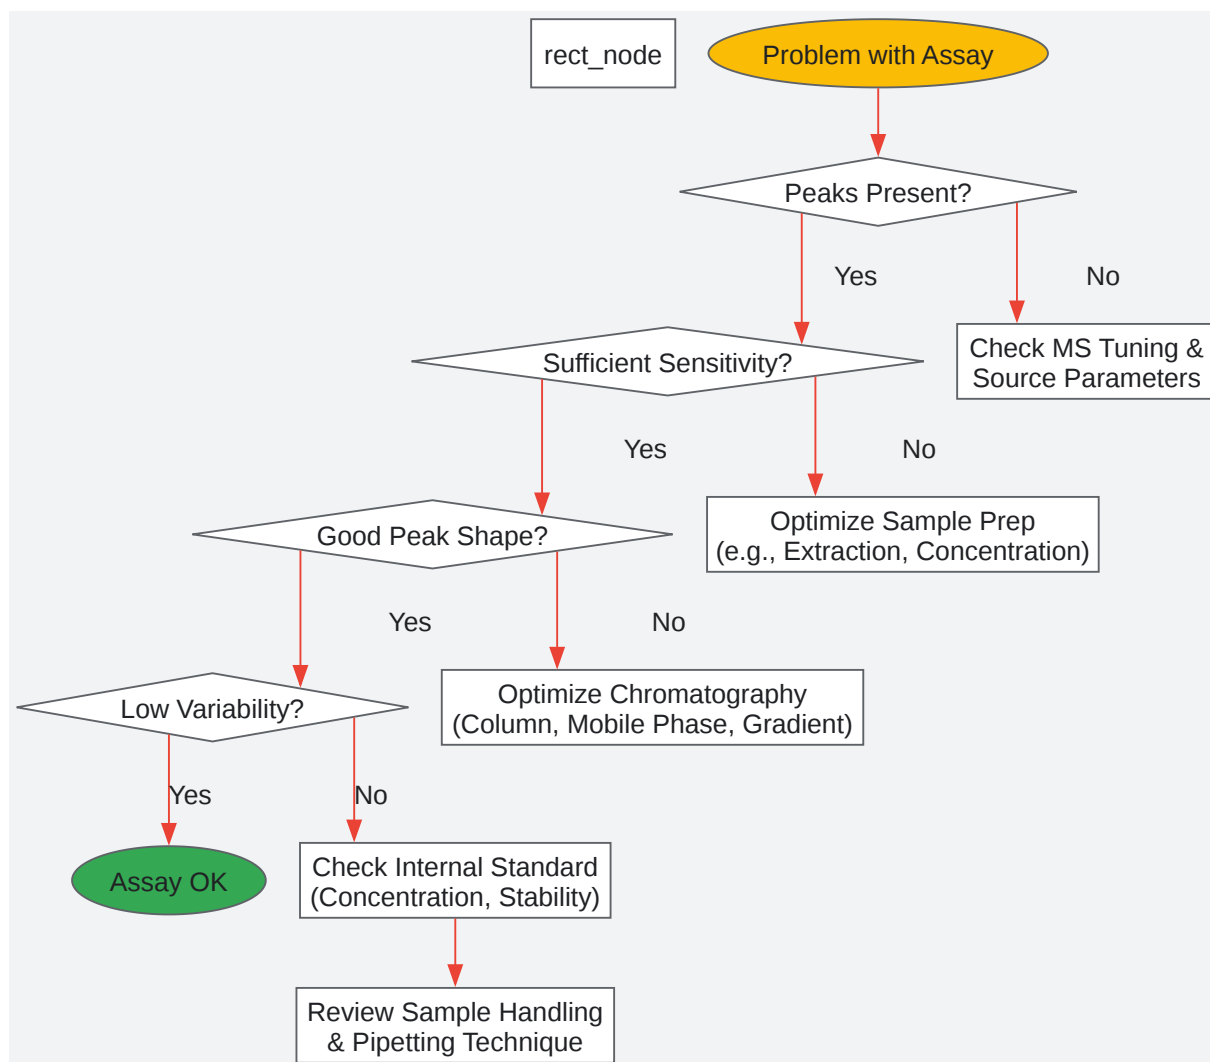 rect_node
Problem with Assay
Peaks Present?
Yes
No
Sufficient Sensitivity?
Check MS Tuning &
Source Parameters
Yes
No
Good Peak Shape?
Optimize Sample Prep
(e.g., Extraction, Concentration)
Yes
No
Low Variability?
Optimize Chromatography
(Column, Mobile Phase, Gradient)
Yes
No
Assay OK
Check Internal Standard
(Concentration, Stability)
Review Sample Handling
& Pipetting Technique